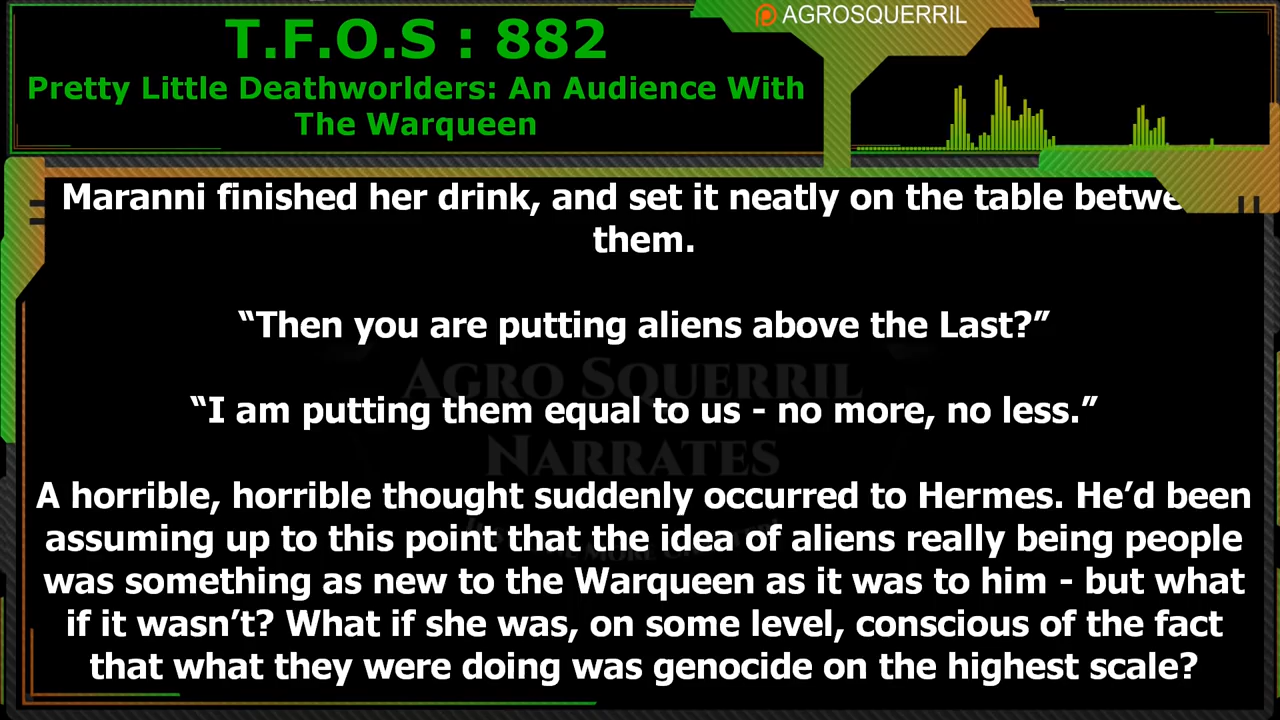 AGROSQUERRIL
T.F.O.S : 882
Pretty Little Deathworlders: An Audience With
The Warqueen
Maranni finished her drink, and set it neatly on the table betwe
them.
“Then you are putting aliens above the Last?”
AGRO SQUERRIL
“I am putting them equal to us - no more, no less.”
NARRATES
A horrible, horrible thought suddenly occurred to Hermes. He’d been
assuming up to this point that the idea of aliens really being people
was something as new to the Warqueen as it was to him - but what
if it wasn’t? What if she was, on some level, conscious of the fact
that what they were doing was genocide on the highest scale?